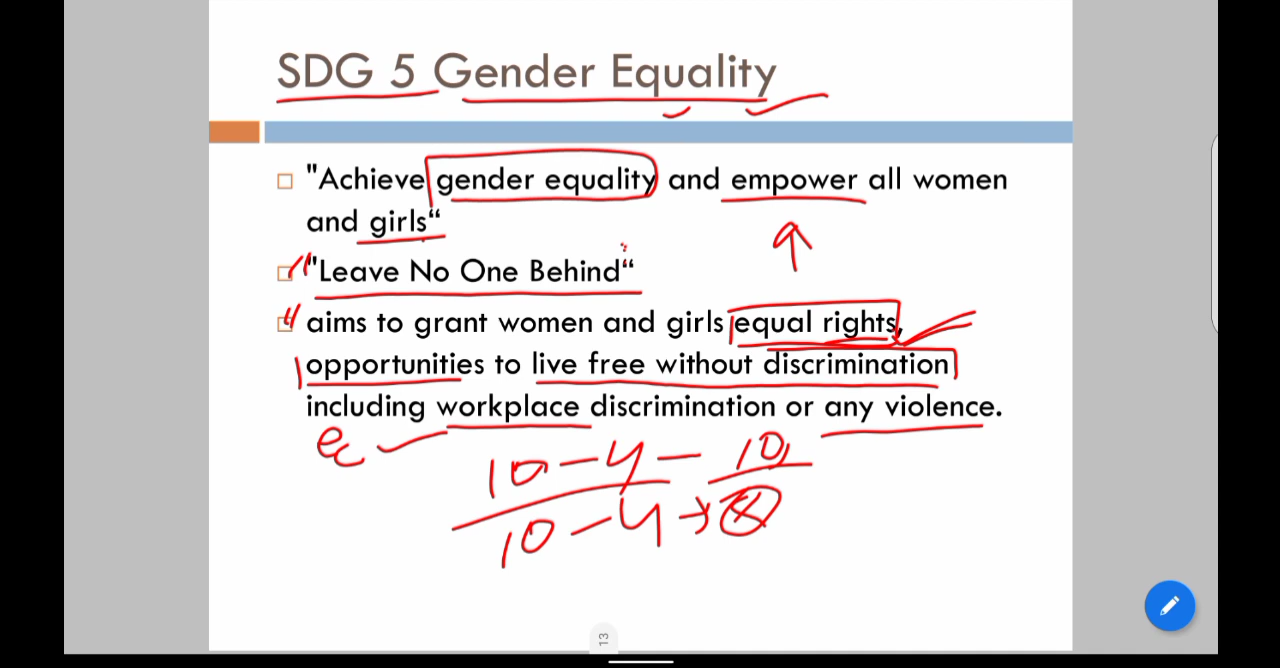 SDG 5 Gender Equality
"Achieve gender equality and empower all women
and girls“
"Leave No One Behind“
aims to grant women and girls equal rights,
opportunities to live free without discrimination
including workplace discrimination or any violence.
10 – 4 – 10
10 – 4 →
13